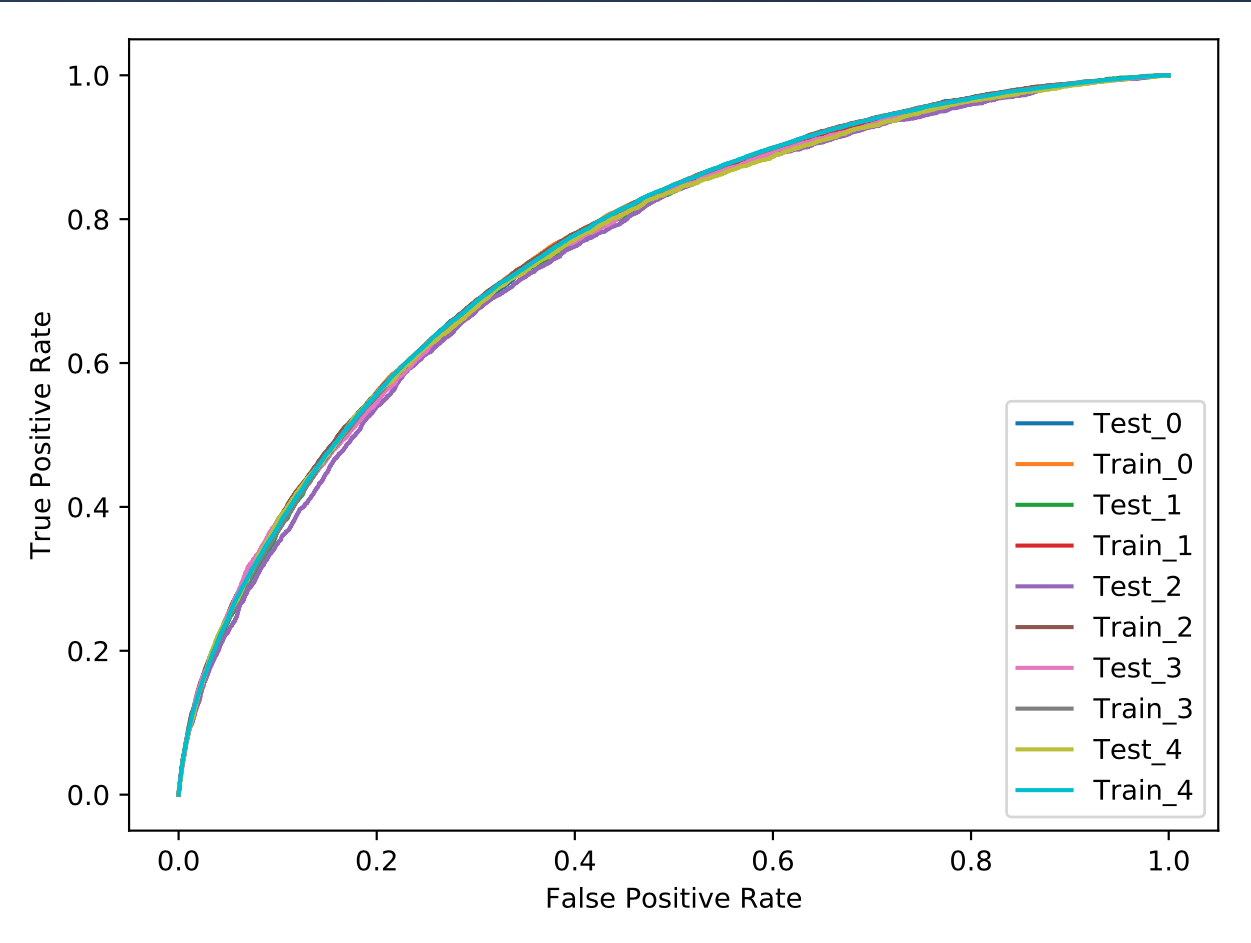 1.0
0.8
0.6
0.4
0.2
0.0
True Positive Rate
0.0 0.2 0.4 0.6 0.8 1.0
False Positive Rate
Test_0
Train_0
Test_1
Train_1
Test_2
Train_2
Test_3
Train_3
Test_4
Train_4